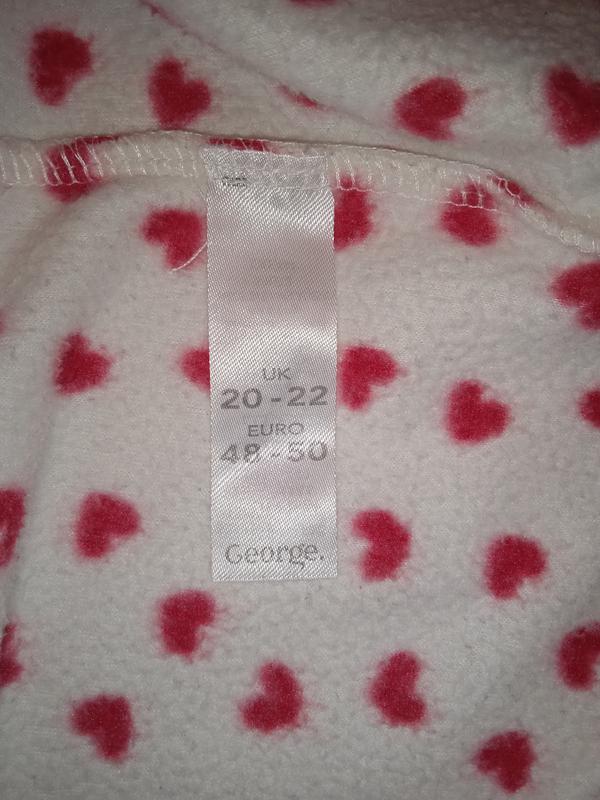 UK
20 - 22
EURO
48 - 50
George.